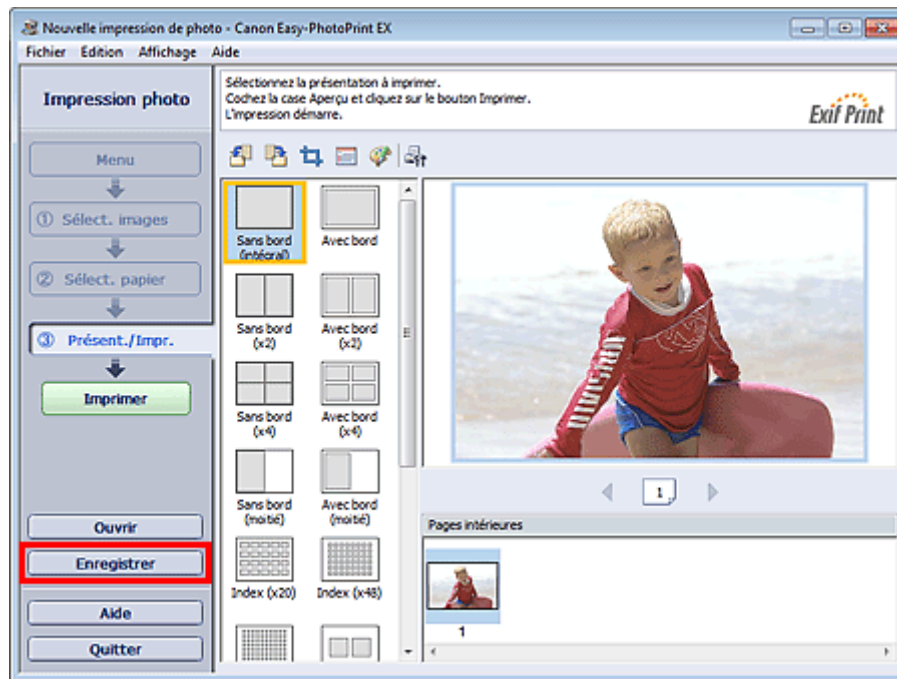 Nouvelle impression de photo - Canon Easy-PhotoPrint EX
Fichier Édition Affichage Aide
Impression photo
Sélectionnez la présentation à imprimer.
Cochez la case Aperçu et cliquez sur le bouton Imprimer.
L'impression démarre.
Exif Print
Menu
① Sélect. images
② Sélect. papier
③ Présent./Impr.
Imprimer
Ouvrir
Enregistrer
Aide
Quitter
Sans bord (intégral)
Avec bord
Sans bord (x2)
Avec bord (x2)
Sans bord (x4)
Avec bord (x4)
Sans bord (moitié)
Avec bord (moitié)
Index (x20)
Index (x48)
1
Pages intérieures
1